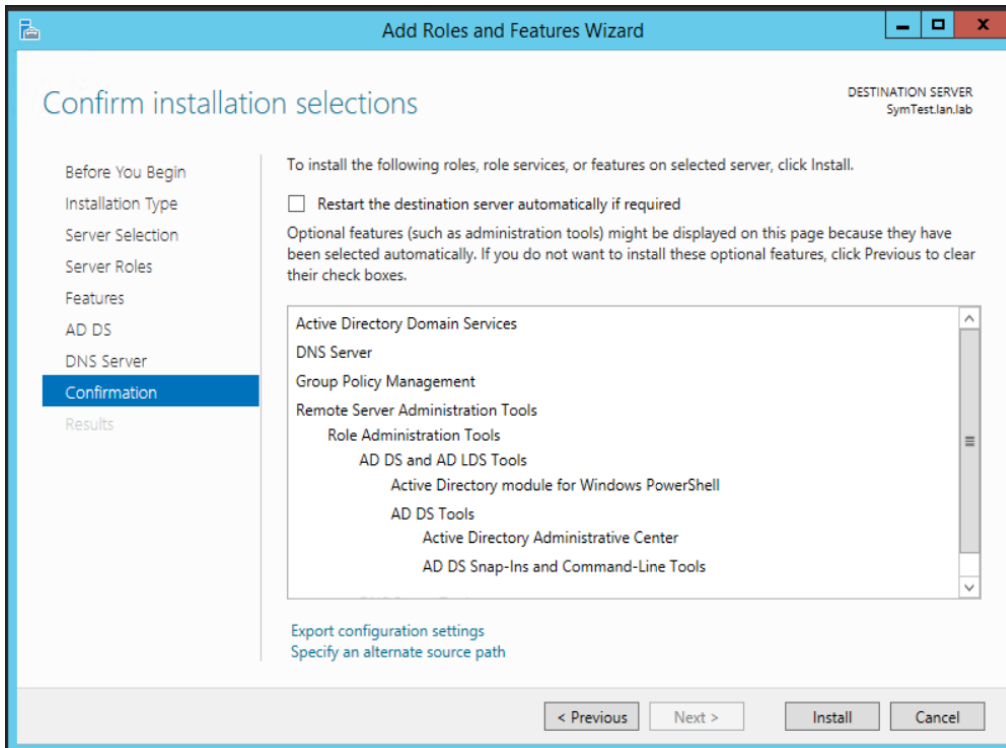 Add Roles and Features Wizard
Confirm installation selections
DESTINATION SERVER
SymTest.lan.lab
Before You Begin
Installation Type
Server Selection
Server Roles
Features
AD DS
DNS Server
Confirmation
Results
To install the following roles, role services, or features on selected server, click Install.
Restart the destination server automatically if required
Optional features (such as administration tools) might be displayed on this page because they have
been selected automatically. If you do not want to install these optional features, click Previous to clear
their check boxes.
Active Directory Domain Services
DNS Server
Group Policy Management
Remote Server Administration Tools
Role Administration Tools
AD DS and AD LDS Tools
Active Directory module for Windows PowerShell
AD DS Tools
Active Directory Administrative Center
AD DS Snap-Ins and Command-Line Tools
Export configuration settings
Specify an alternate source path
< Previous
Next >
Install
Cancel